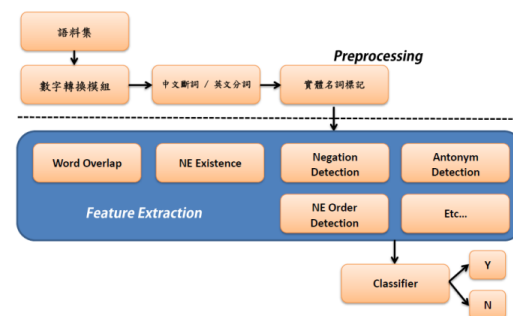 語料集
Preprocessing
數字轉換模組
中文斷詞 / 英文分詞
實體名詞標記
Word Overlap
NE Existence
Negation
Detection
Antonym
Detection
Feature Extraction
NE Order
Detection
Etc...
Classifier
Y
N